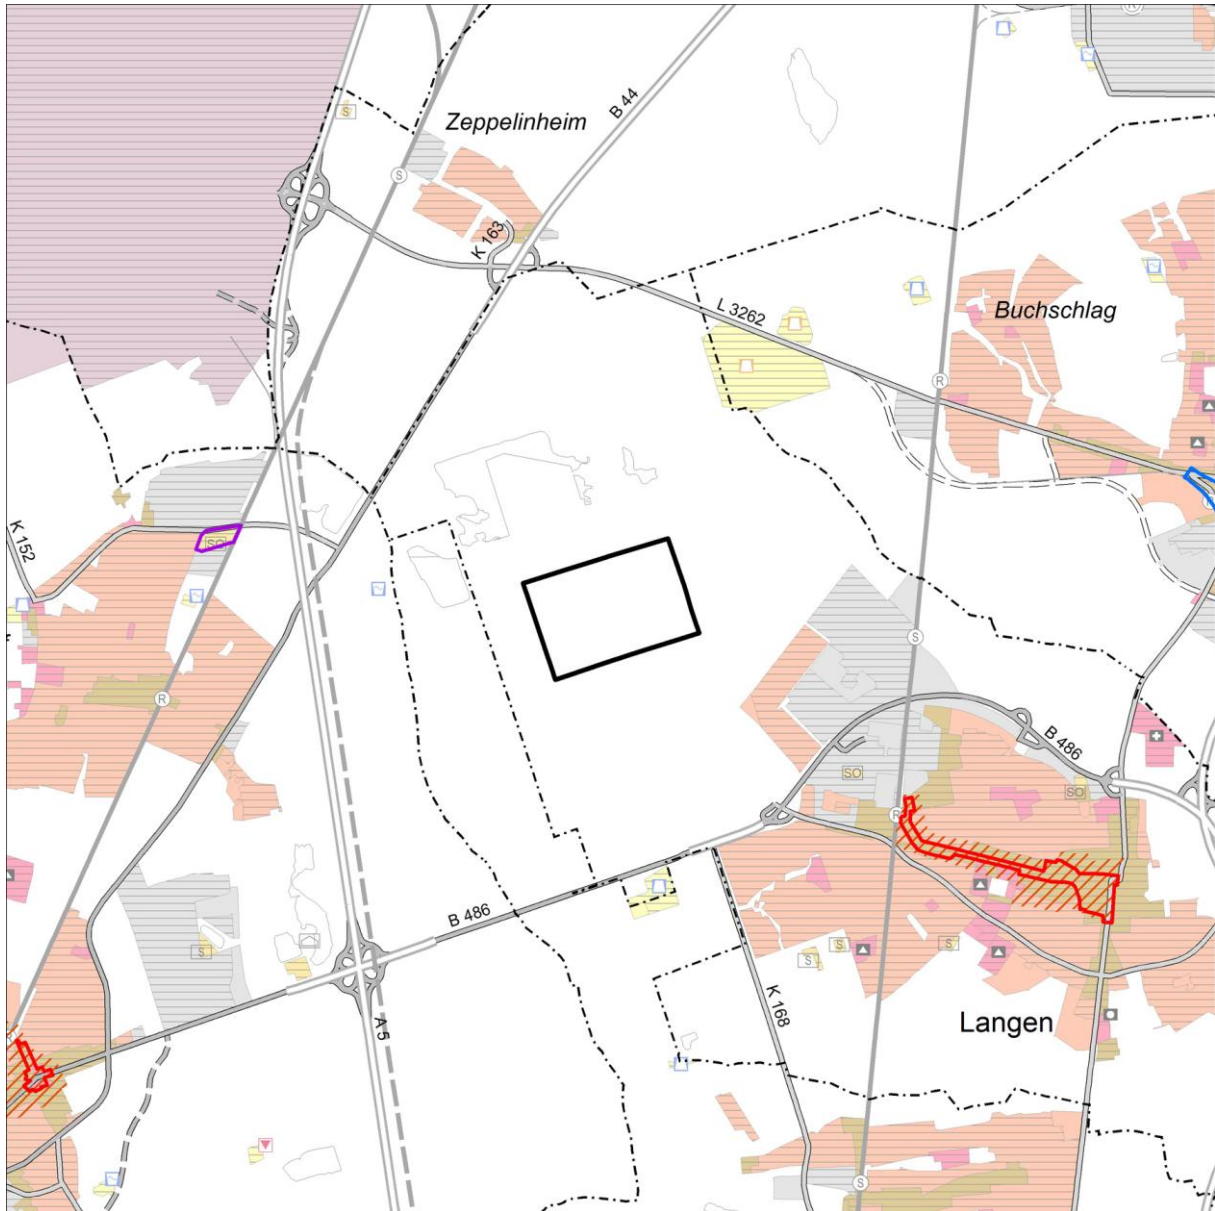 R
S
Zeppelinheim
B 44
S
K 163
L 3262
Buchschlag
R
K 152
SO
S
R
B 486
SO
SO
R
B 486
S
S
S
S
A 5
K 168
Langen
S